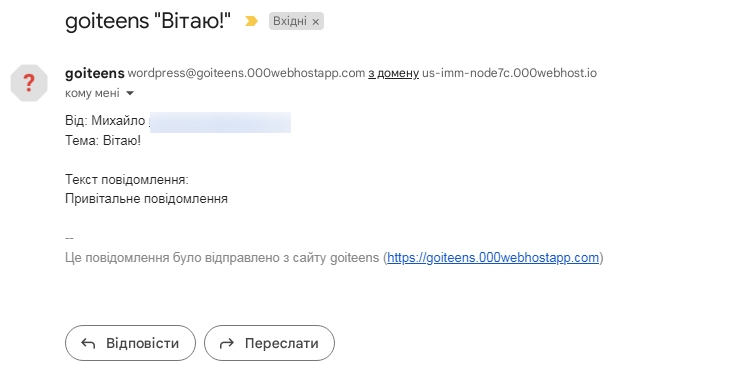 goiteens "Вітаю!" Вхідні ×
goiteens wordpress@goiteens.000webhostapp.com з домену us-imm-node7c.000webhost.io
кому мені
Від: Михайло
Тема: Вітаю!
Текст повідомлення:
Привітальне повідомлення
--
Це повідомлення було відправлено з сайту goiteens (https://goiteens.000webhostapp.com)
Відповісти Переслати